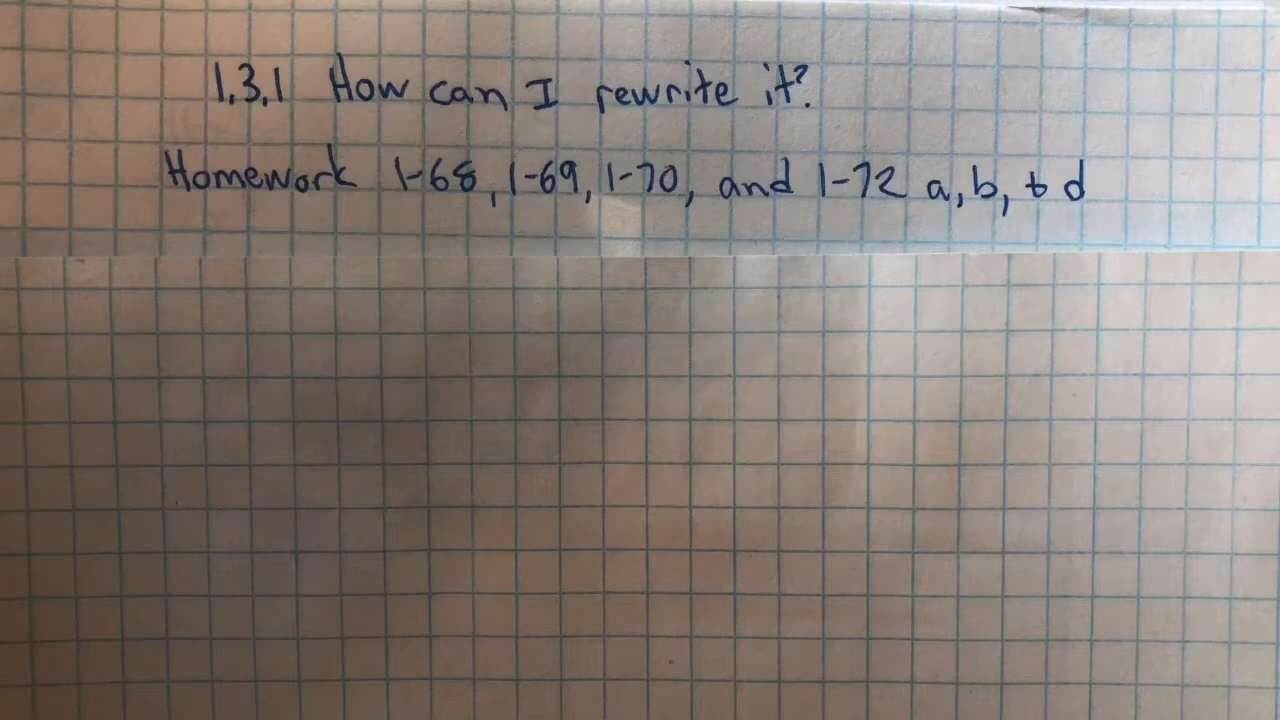 1.3.1 How can I rewrite it?
Homework 1-68, 1-69, 1-70, and 1-72 a, b, + d